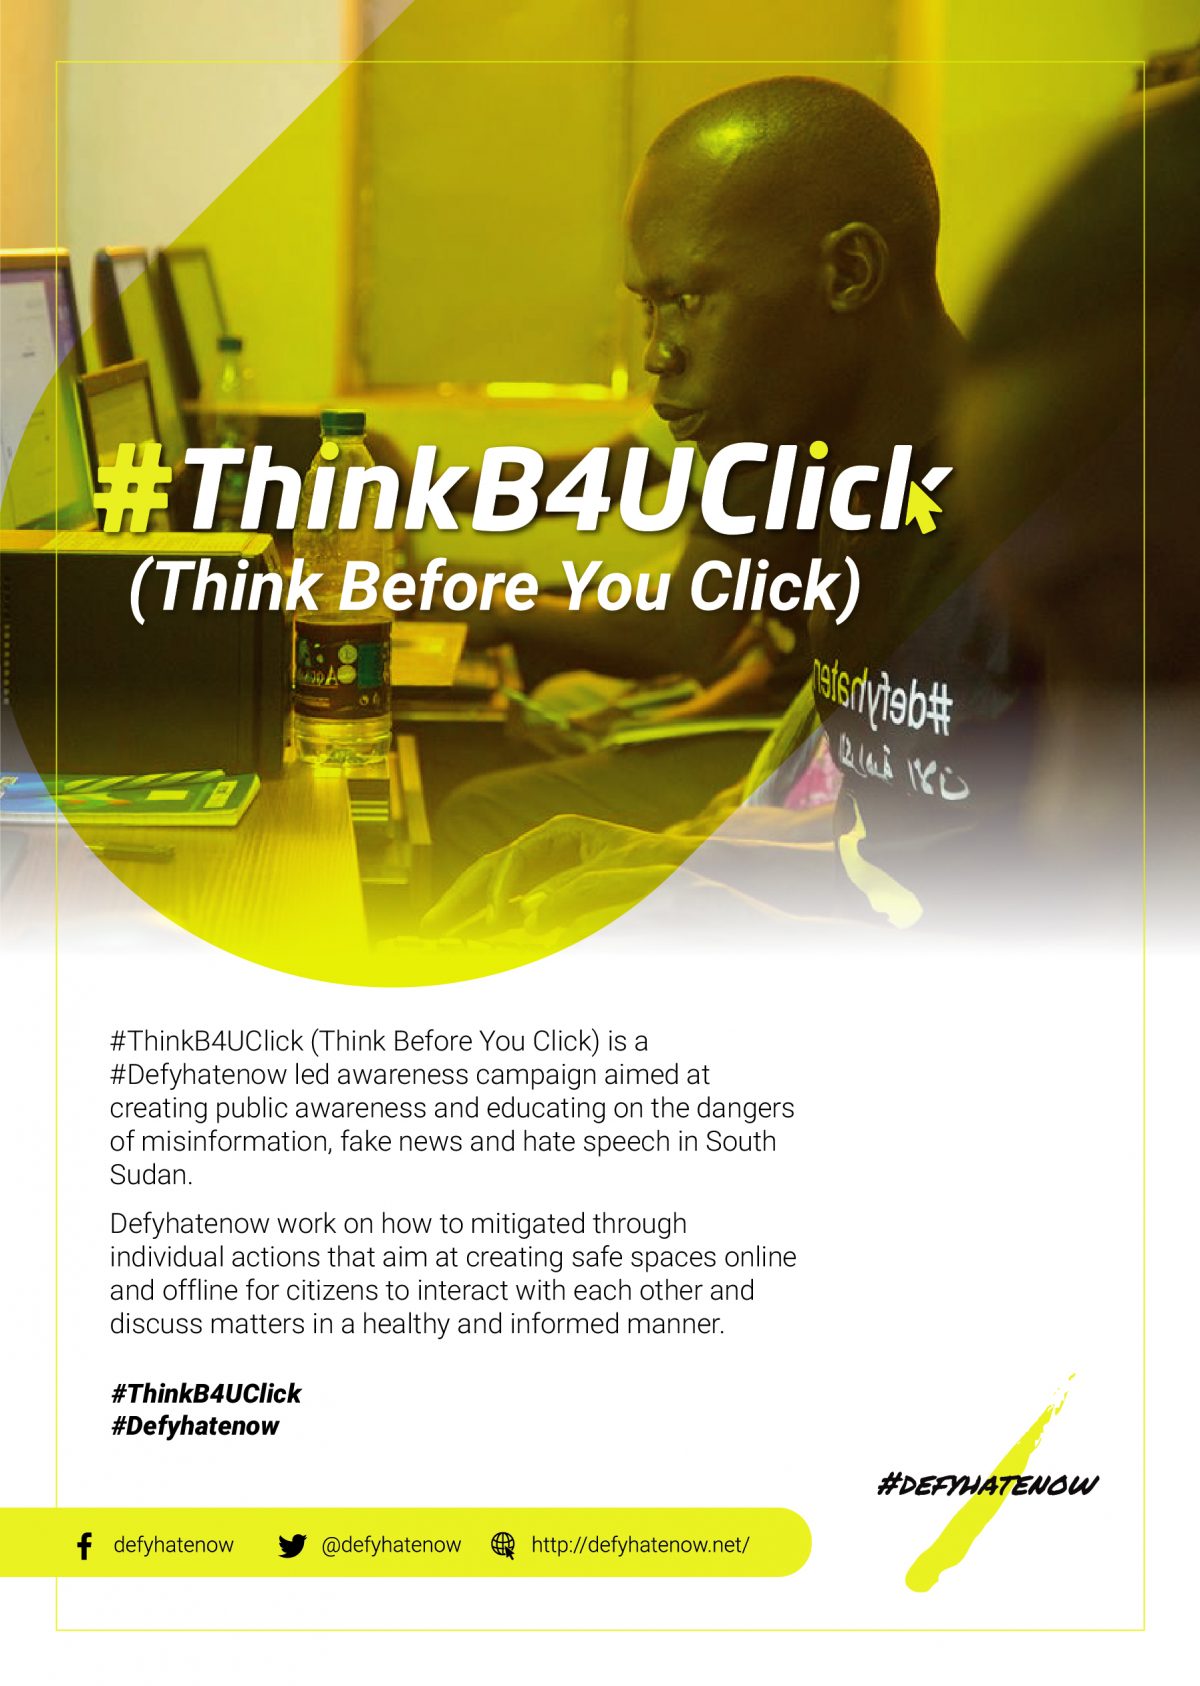 #ThinkB4UClick
(Think Before You Click)
#defyhaten
الان
#ThinkB4UClick (Think Before You Click) is a
#Defyhatenow led awareness campaign aimed at
creating public awareness and educating on the dangers
of misinformation, fake news and hate speech in South
Sudan.
Defyhatenow work on how to mitigated through
individual actions that aim at creating safe spaces online
and offline for citizens to interact with each other and
discuss matters in a healthy and informed manner.
#ThinkB4UClick
#Defyhatenow
#DEFYHATENOW
defyhatenow @defyhatenow http://defyhatenow.net/